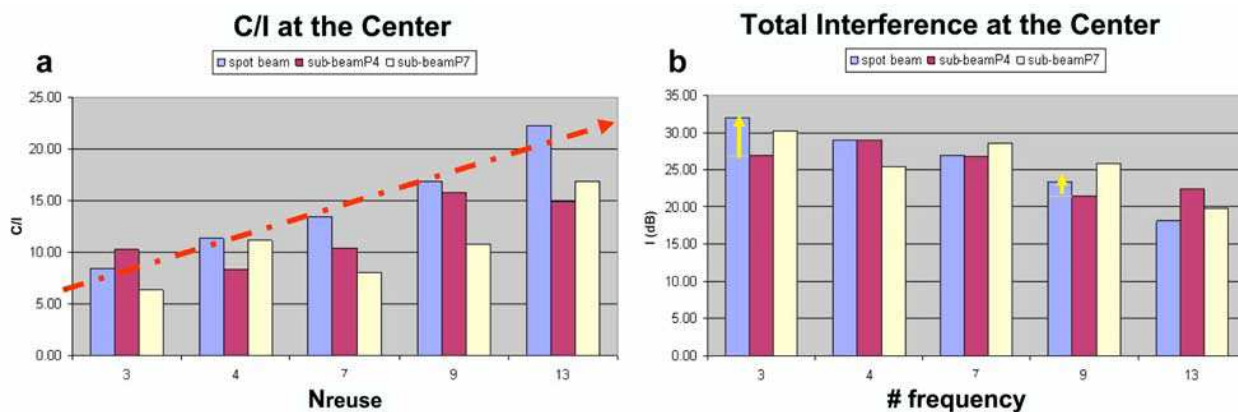 C/I at the Center
a
spot beam sub-beamP4 sub-beamP7
25.00
20.00
15.00
10.00
5.00
0.00
C/I
3 4 7 9 13
Nreuse
Total Interference at the Center
b
spot beam sub-beamP4 sub-beamP7
35.00
30.00
25.00
20.00
15.00
10.00
5.00
0.00
I (dB)
3 4 7 9 13
# frequency